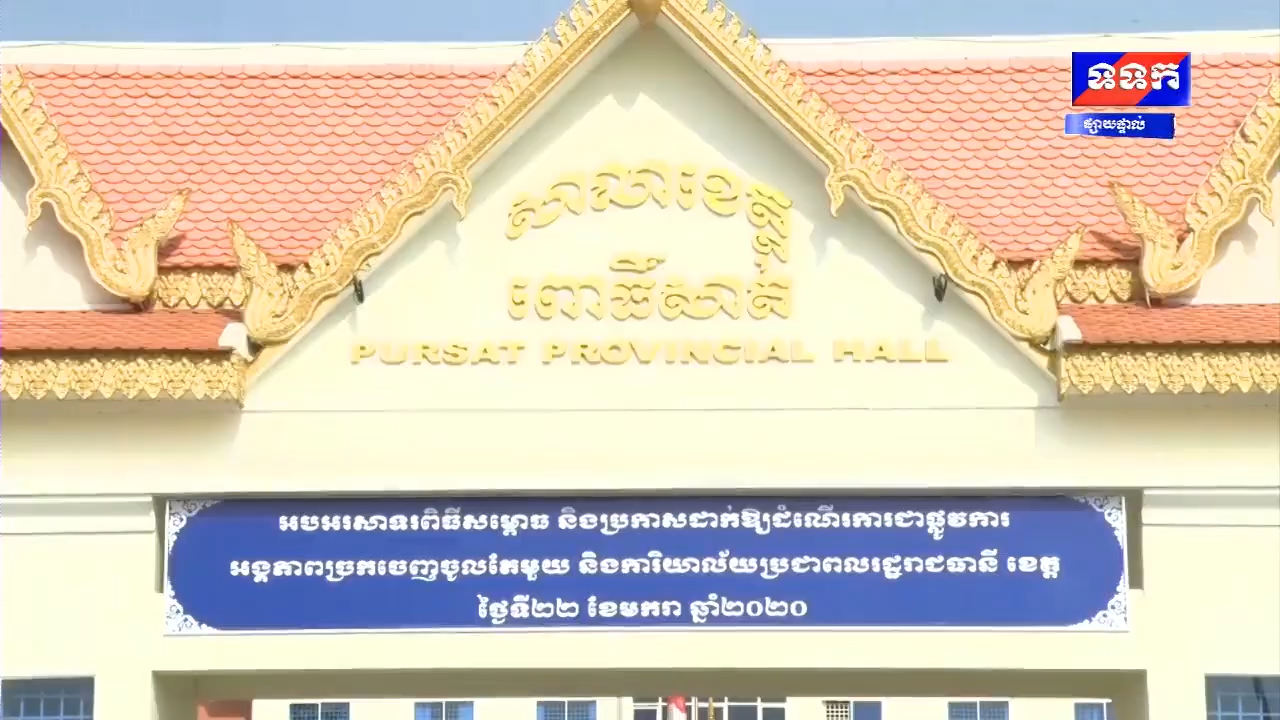 ទទក
ផ្សាយផ្ទាល់
សាលាខេត្ត
ពោធិ៍សាត់
PURSAT PROVINCIAL HALL
អបអរសាទរពិធីសម្ពោធ និងប្រកាសដាក់ឱ្យដំណើរការជាផ្លូវការ
អង្គភាពច្រកចេញចូលតែមួយ និងការិយាល័យប្រជាពលរដ្ឋរាជធានី ខេត្ត
ថ្ងៃទី២២ ខែមករា ឆ្នាំ២០២០